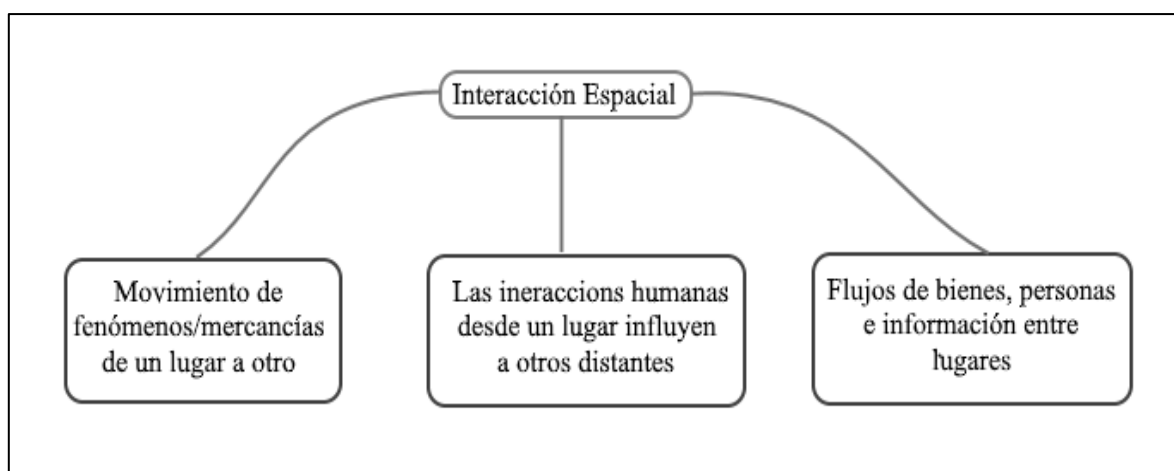 Interacción Espacial
Movimiento de
fenómenos/mercancías
de un lugar a otro
Las ineraccions humanas
desde un lugar influyen
a otros distantes
Flujos de bienes, personas
e información entre
lugares